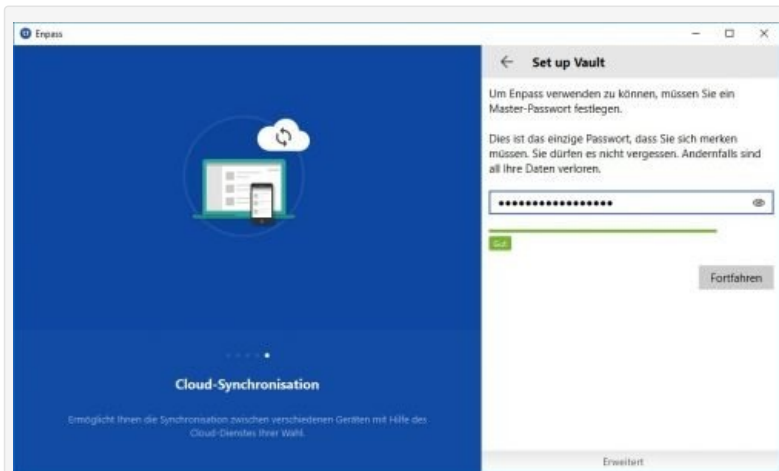 Enpass
Set up Vault
Um Enpass verwenden zu können, müssen Sie ein
Master-Passwort festlegen.
Dies ist das einzige Passwort, dass Sie sich merken
müssen. Sie dürfen es nicht vergessen. Andernfalls sind
all Ihre Daten verloren.
Gut
Fortfahren
Cloud-Synchronisation
Ermöglicht Ihnen die Synchronisation zwischen verschiedenen Geräten mit Hilfe des
Cloud-Dienstes Ihrer Wahl.
Erweitert